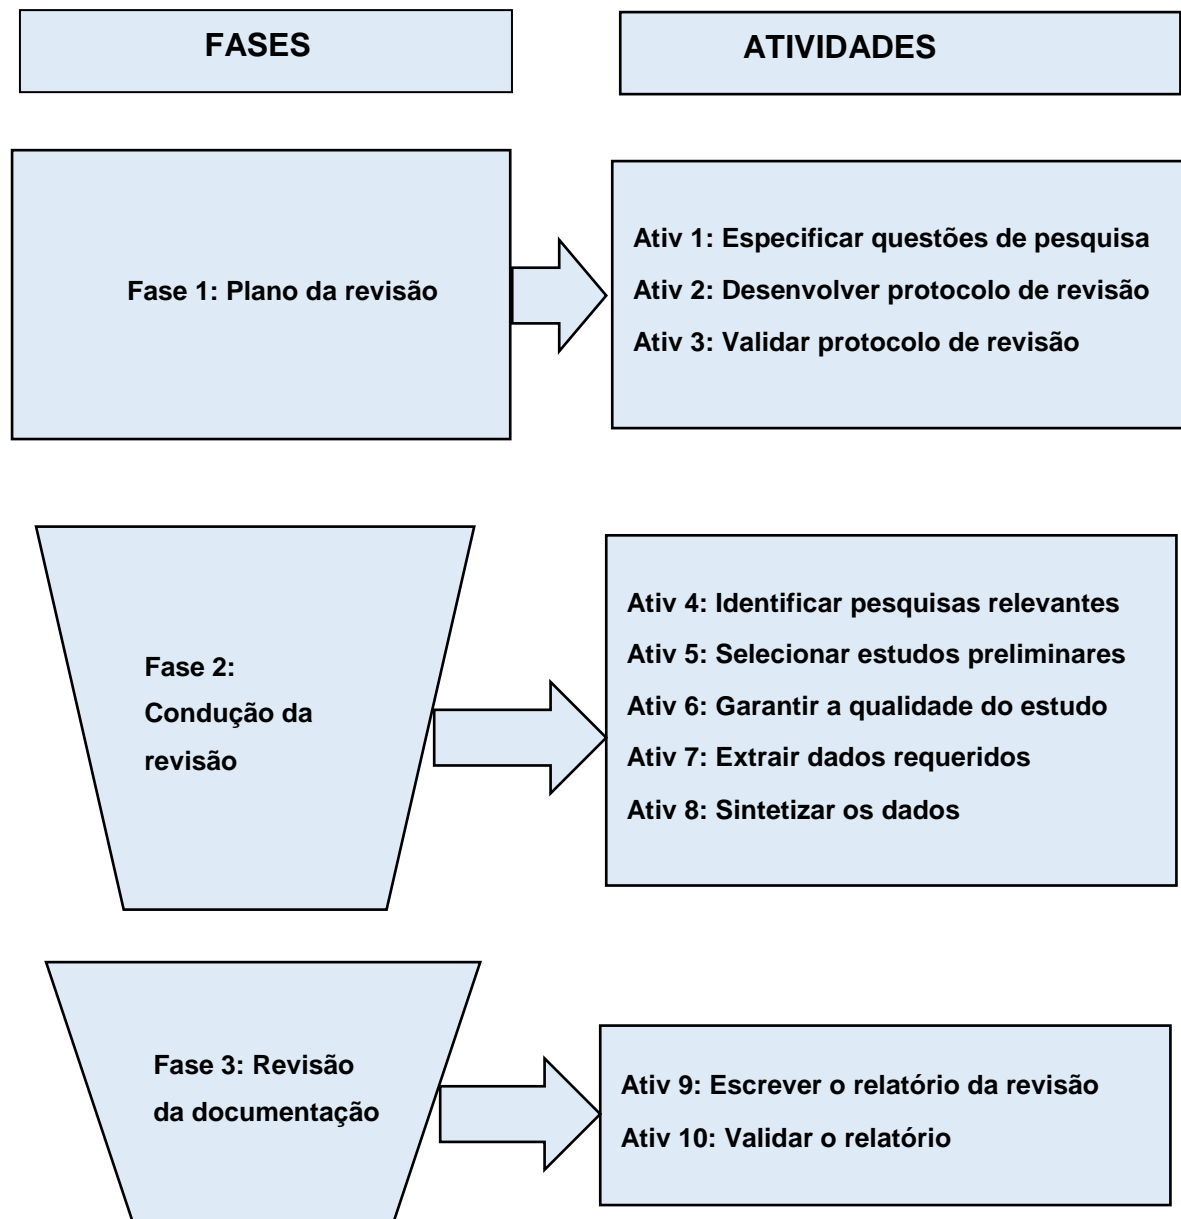 FASES
ATIVIDADES
Fase 1: Plano da revisão
Ativ 1: Especificar questões de pesquisa
Ativ 2: Desenvolver protocolo de revisão
Ativ 3: Validar protocolo de revisão
Fase 2:
Condução da
revisão
Ativ 4: Identificar pesquisas relevantes
Ativ 5: Selecionar estudos preliminares
Ativ 6: Garantir a qualidade do estudo
Ativ 7: Extrair dados requeridos
Ativ 8: Sintetizar os dados
Fase 3: Revisão
da documentação
Ativ 9: Escrever o relatório da revisão
Ativ 10: Validar o relatório